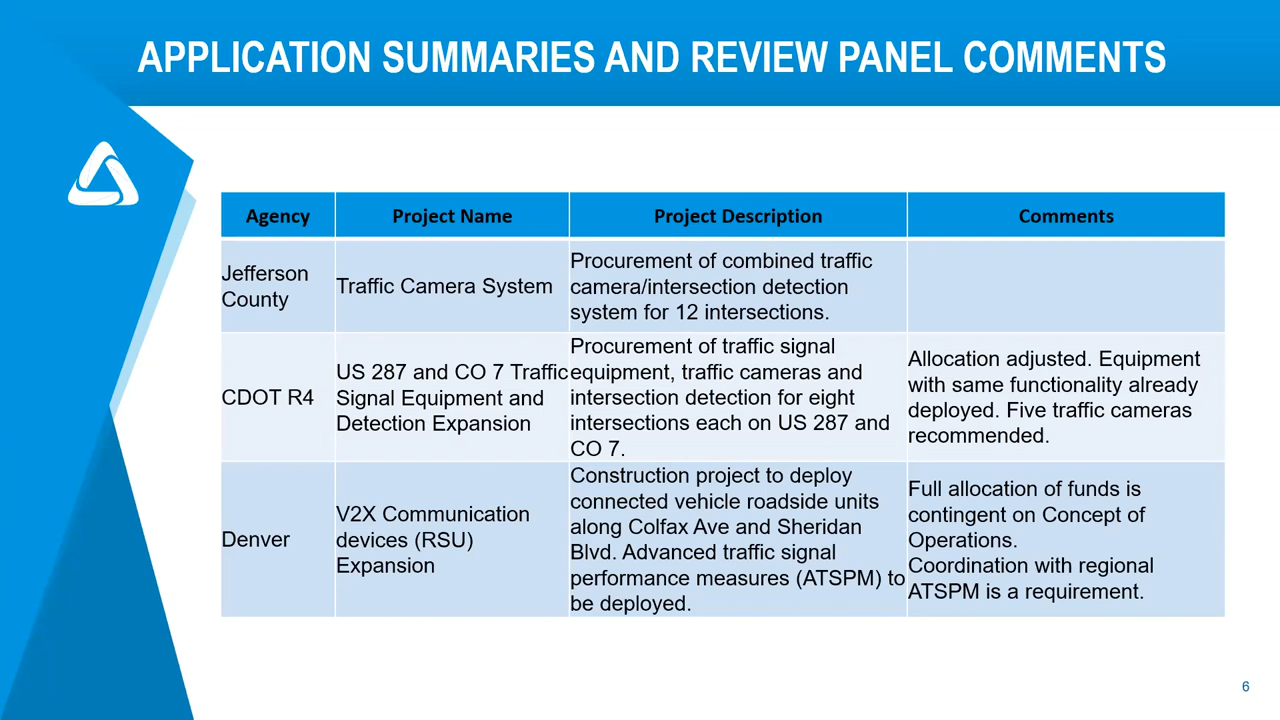 APPLICATION SUMMARIES AND REVIEW PANEL COMMENTS
Agency
Project Name
Project Description
Comments
Jefferson
County
Traffic Camera System
Procurement of combined traffic
camera/intersection detection
system for 12 intersections.
CDOT R4
US 287 and CO 7 Traffic
Signal Equipment and
Detection Expansion
Procurement of traffic signal
equipment, traffic cameras and
intersection detection for eight
intersections each on US 287 and
CO 7.
Allocation adjusted. Equipment
with same functionality already
deployed. Five traffic cameras
recommended.
Denver
V2X Communication
devices (RSU)
Expansion
Construction project to deploy
connected vehicle roadside units
along Colfax Ave and Sheridan
Blvd. Advanced traffic signal
performance measures (ATSPM) to
be deployed.
Full allocation of funds is
contingent on Concept of
Operations.
Coordination with regional
ATSPM is a requirement.
6